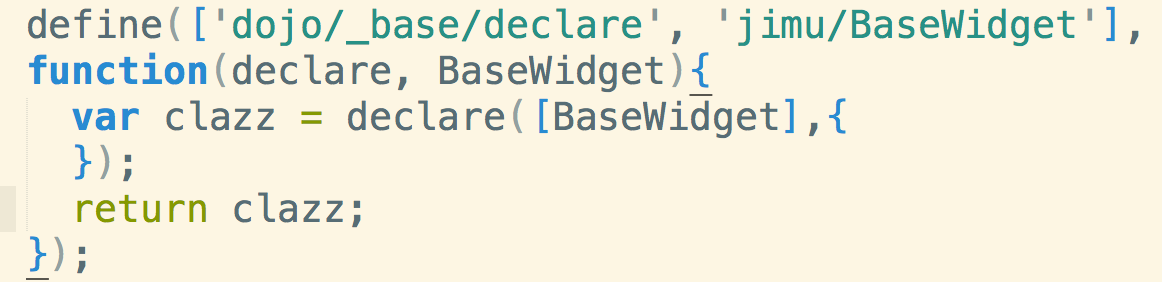 define(['dojo/_base/declare', 'jimu/BaseWidget'],
function(declare, BaseWidget){
  var clazz = declare([BaseWidget],{
  });
  return clazz;
});